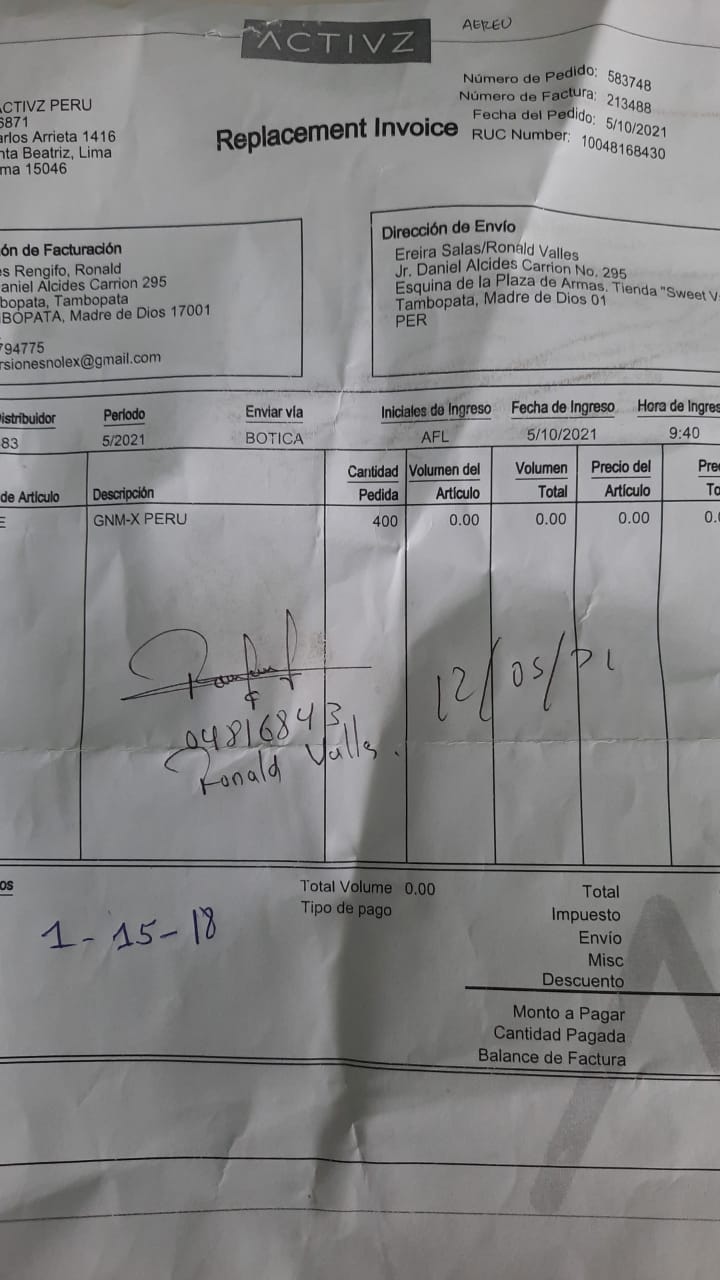 AEREO
ACTIVZ
Número de Pedido: 583748
Número de Factura: 213488
Fecha del Pedido: 5/10/2021
RUC Number: 10048168430
Replacement Invoice
CTIVZ PERU
6871
arlos Arrieta 1416
nta Beatriz, Lima
ma 15046
ón de Facturación
s Rengifo, Ronald
aniel Alcides Carrion 295
bopata, Tambopata
BOPATA, Madre de Dios 17001
794775
rsionesnolex@gmail.com
Dirección de Envío
Ereira Salas/Ronald Valles
Jr. Daniel Alcides Carrion No. 295
Esquina de la Plaza de Armas. Tienda "Sweet V
Tambopata, Madre de Dios 01
PER
istribuidor Período Enviar vía Iniciales de Ingreso Fecha de Ingreso Hora de Ingres
83 5/2021 BOTICA AFL 5/10/2021 9:40
de Artículo Descripción Cantidad Pedida Volumen del Artículo Volumen Total Precio del Artículo Pre To
E GNM-X PERU 400 0.00 0.00 0.00 0.
04816843
Ronald Valles.
12/05/21
os
Total Volume 0.00
Tipo de pago
1-15-18
Total
Impuesto
Envío
Misc
Descuento
Monto a Pagar
Cantidad Pagada
Balance de Factura